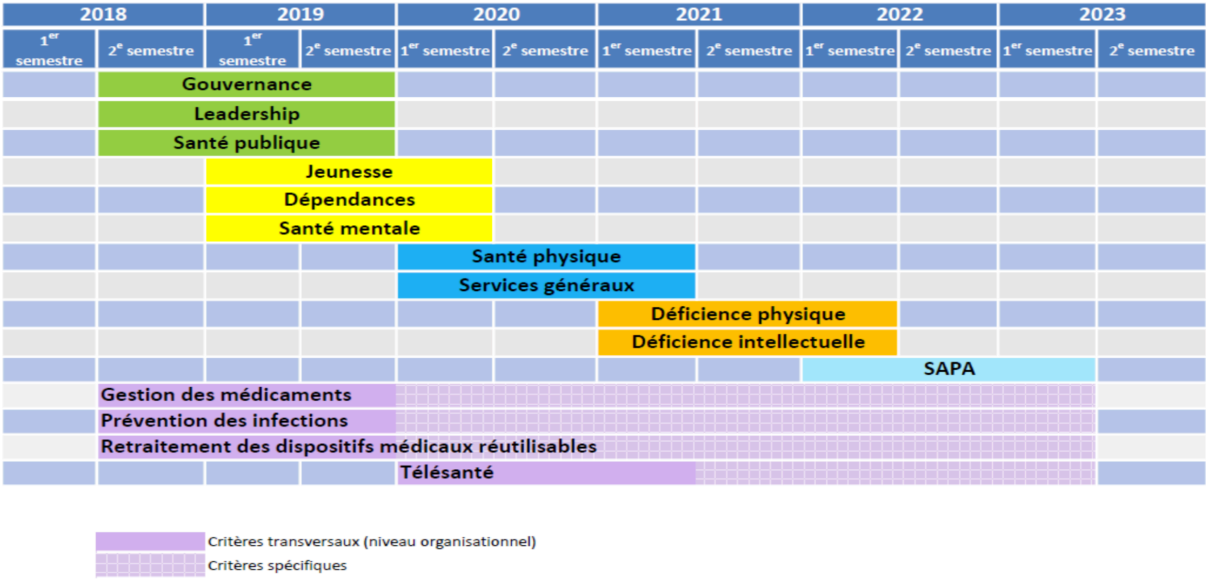 2018 2019 2020 2021 2022 2023
1er semestre 2e semestre 1er semestre 2e semestre 1er semestre 2e semestre 1er semestre 2e semestre 1er semestre 2e semestre 1er semestre 2e semestre
Gouvernance
Leadership
Santé publique
Jeunesse
Dépendances
Santé mentale
Santé physique
Services généraux
Déficience physique
Déficience intellectuelle
SAPA
Gestion des médicaments
Prévention des infections
Retraitement des dispositifs médicaux réutilisables
Télésanté
Critères transversaux (niveau organisationnel)
Critères spécifiques